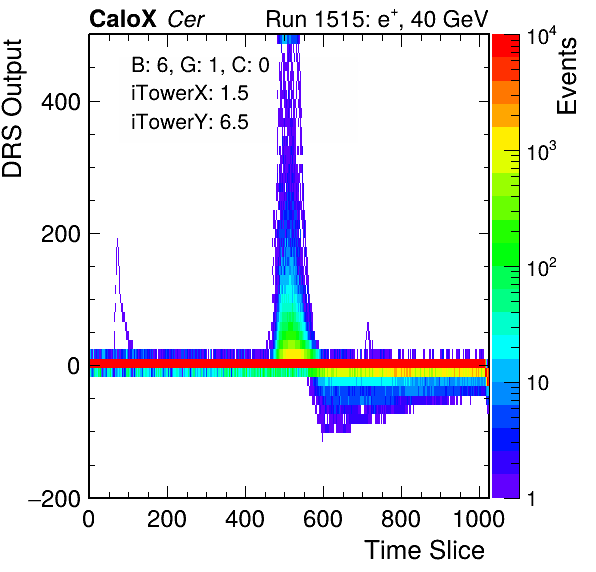 CaloX Cer Run 1515: e⁺, 40 GeV
B: 6, G: 1, C: 0
iTowerX: 1.5
iTowerY: 6.5
DRS Output
400
200
0
−200
0 200 400 600 800 1000
Time Slice
Events
10⁴
10³
10²
10
1